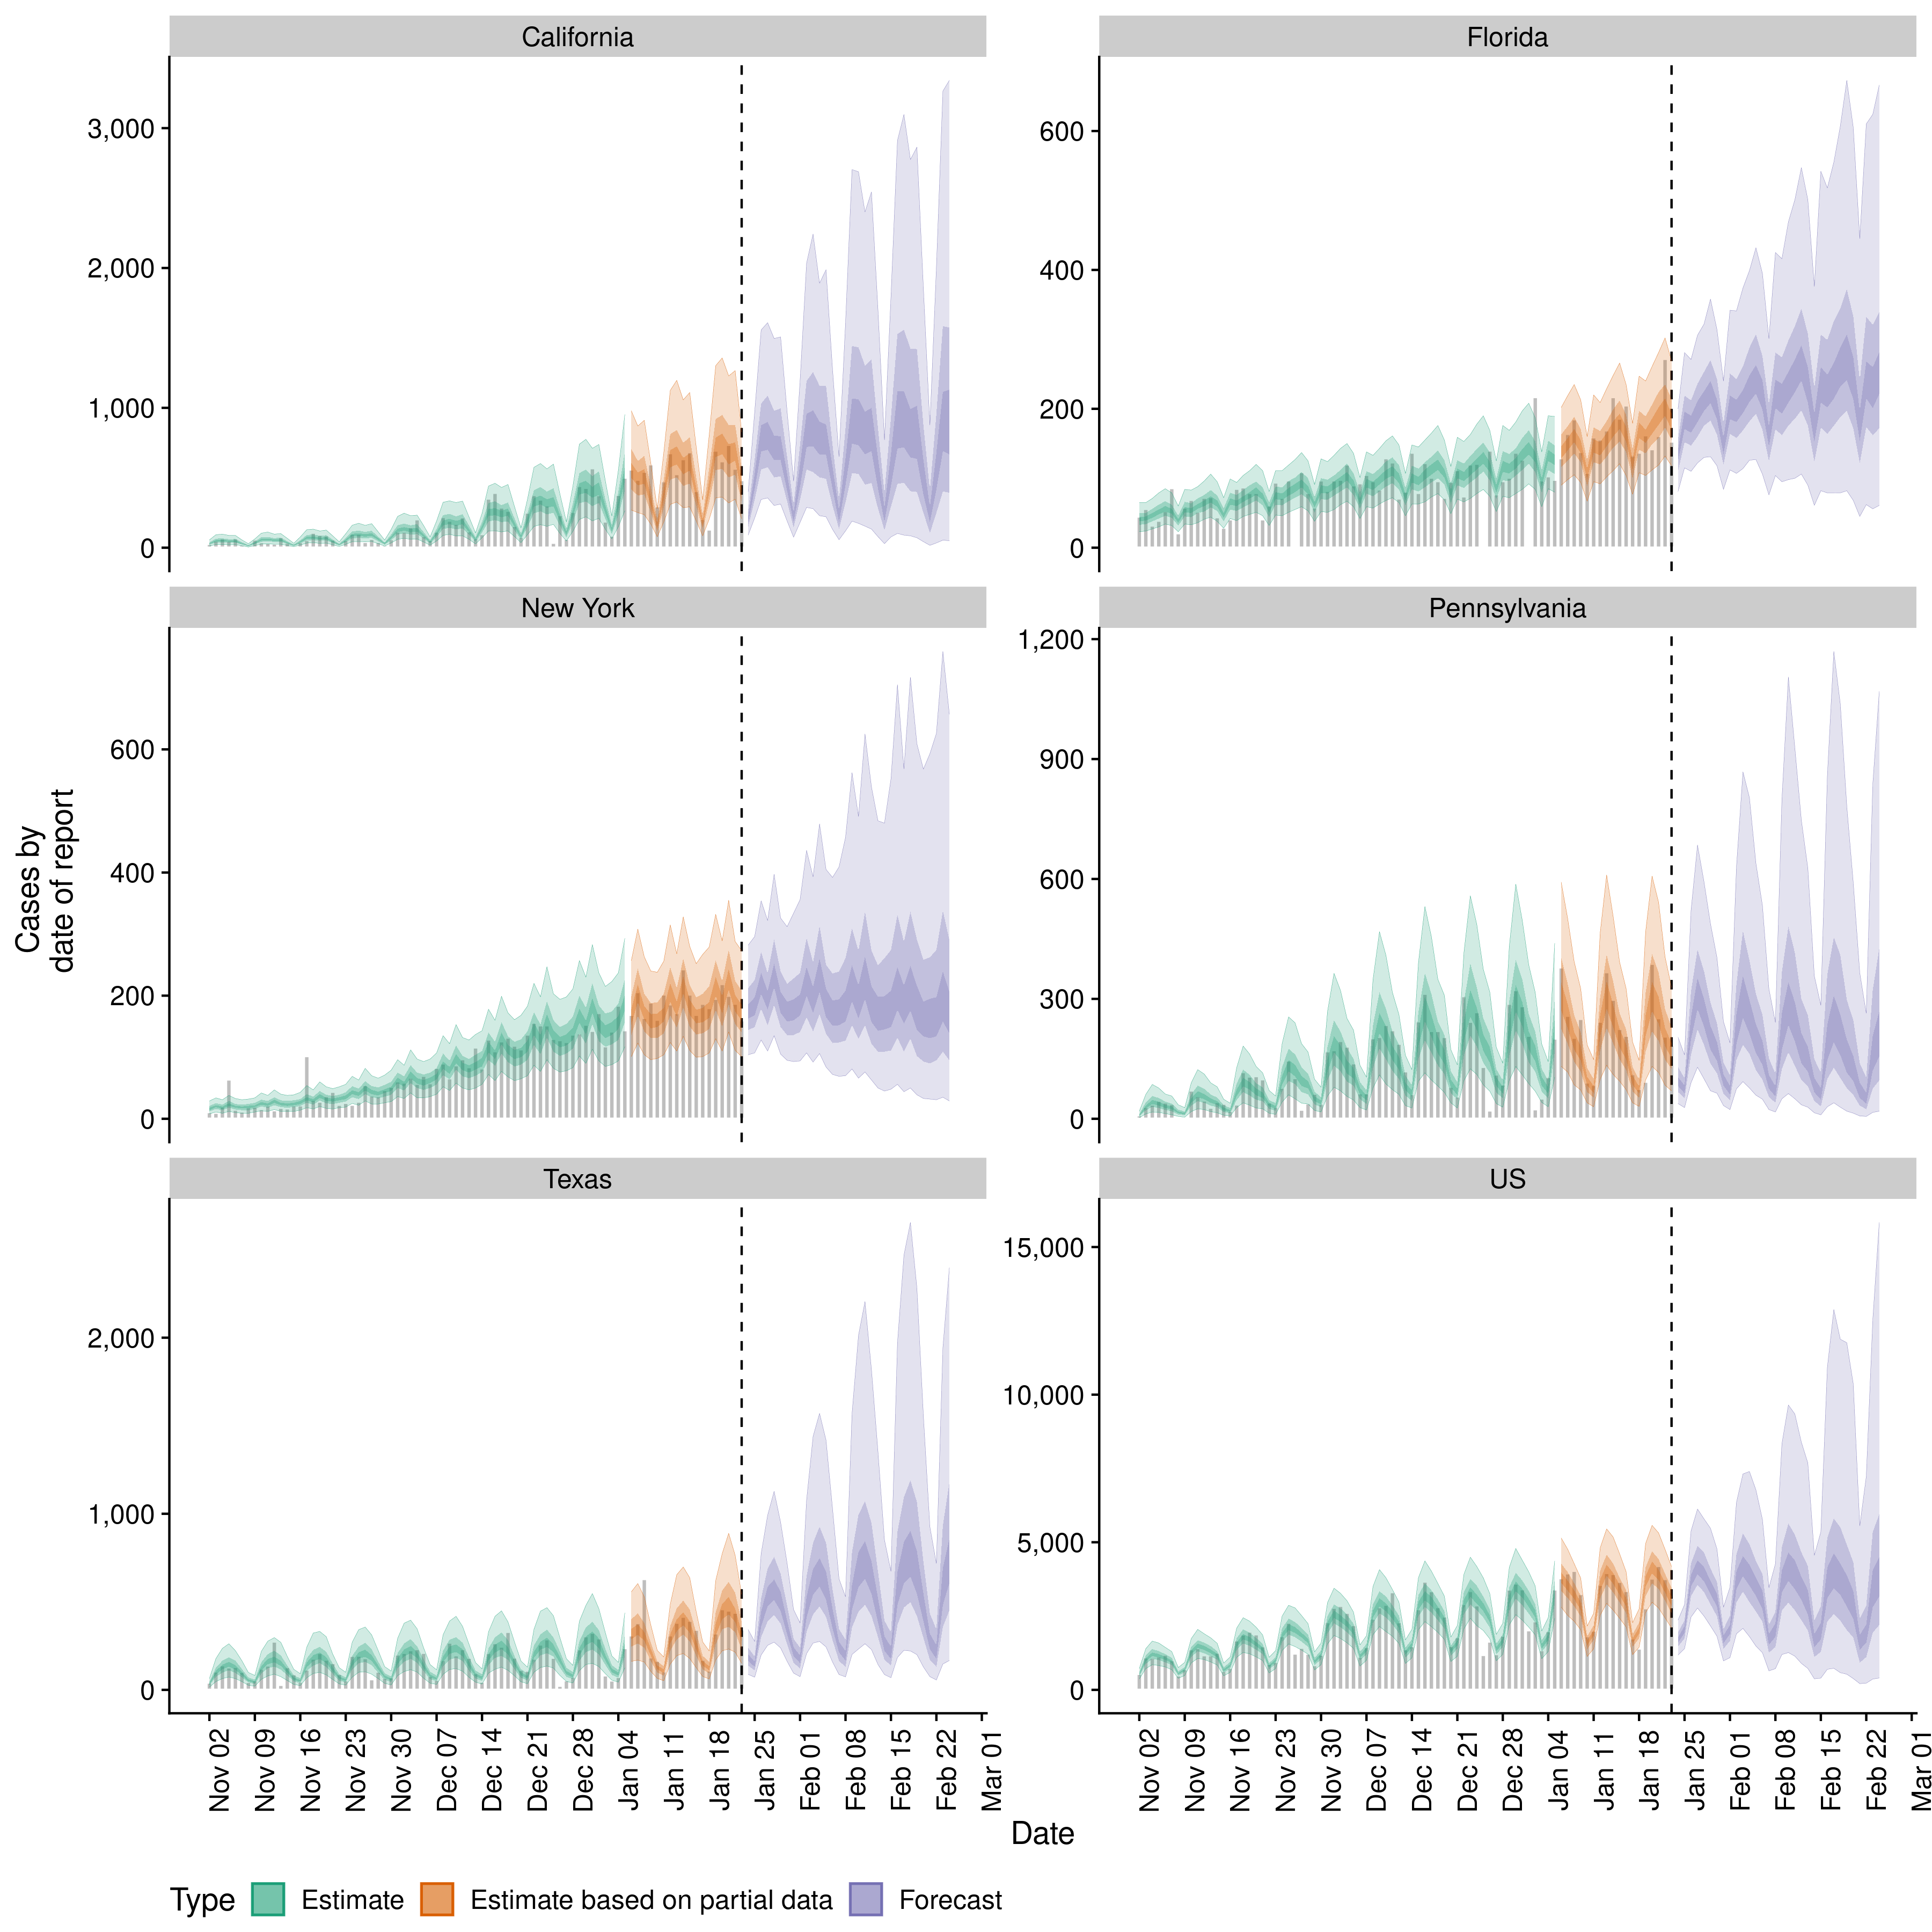 California
Florida
3,000
2,000
1,000
0
600
400
200
0
New York
Pennsylvania
600
400
200
0
1,200
900
600
300
0
Texas
US
2,000
1,000
0
15,000
10,000
5,000
0
Cases by
date of report
Nov 02
Nov 09
Nov 16
Nov 23
Nov 30
Dec 07
Dec 14
Dec 21
Dec 28
Jan 04
Jan 11
Jan 18
Jan 25
Feb 01
Feb 08
Feb 15
Feb 22
Mar 01
Nov 02
Nov 09
Nov 16
Nov 23
Nov 30
Dec 07
Dec 14
Dec 21
Dec 28
Jan 04
Jan 11
Jan 18
Jan 25
Feb 01
Feb 08
Feb 15
Feb 22
Mar 01
Date
Type Estimate Estimate based on partial data Forecast